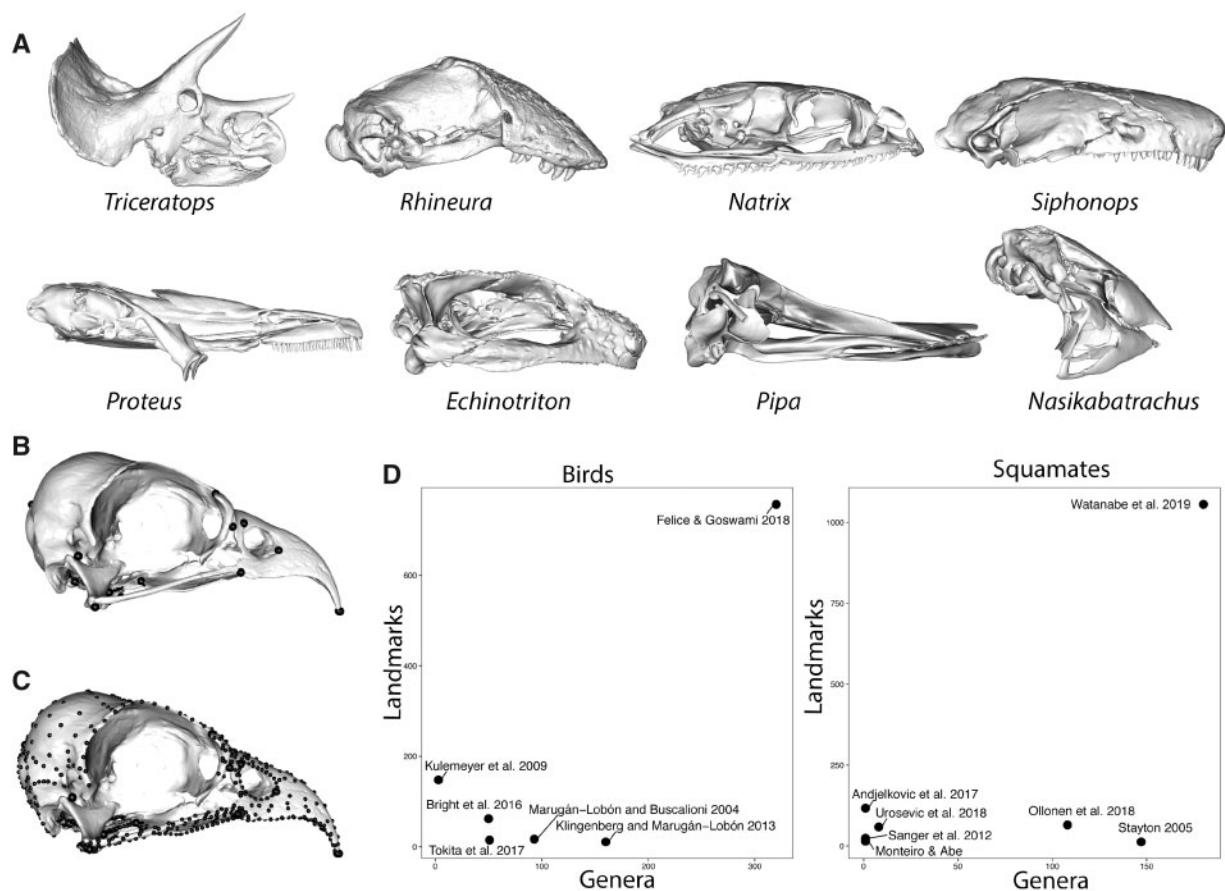 A
Triceratops
Rhineura
Natrix
Siphonops
Proteus
Echinotriton
Pipa
Nasikabatrachus
B
C
D
Birds
Landmarks
600
400
200
0
0
100
200
300
Genera
Felice & Goswami 2018
Kulemeyer et al. 2009
Bright et al. 2016
Marugán-Lobón and Buscalioni 2004
Klingenberg and Marugán-Lobón 2013
Tokita et al. 2017
Squamates
Landmarks
1000
750
500
250
0
0
50
100
150
Genera
Watanabe et al. 2019
Andjelkovic et al. 2017
Urosevic et al. 2018
Sanger et al. 2012
Monteiro & Abe
Ollonen et al. 2018
Stayton 2005